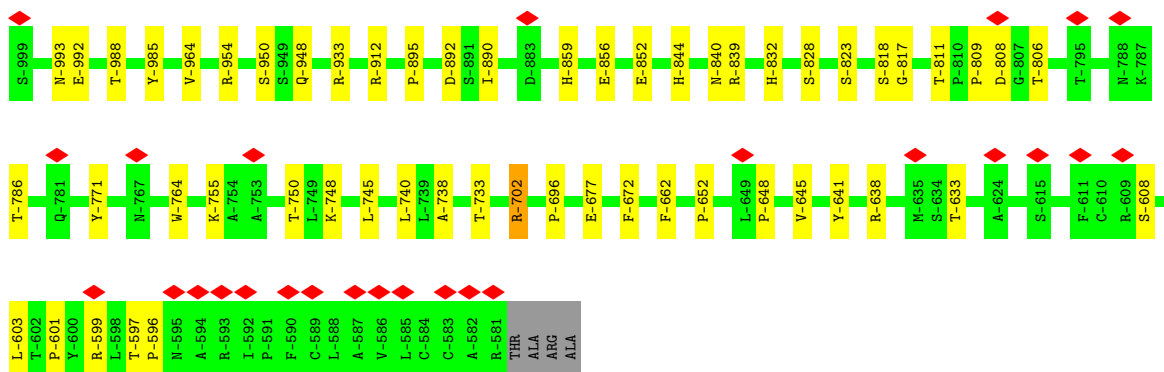 S-999 N-993 E-992 T-988 Y-985 V-964 R-954 S-950 S-949 Q-948 R-933 R-912 P-895 D-892 S-891 I-890 D-883 H-859 E-856 E-852 H-844 N-840 R-839 H-832 S-828 S-823 S-818 G-817 T-811 P-810 P-809 D-808 G-807 T-806 T-795 N-788 K-787
T-786 Q-781 Y-771 N-767 W-764 K-755 A-754 A-753 T-750 L-749 K-748 L-745 L-740 L-739 A-738 T-733 R-702 P-696 E-677 F-672 F-662 P-652 L-649 P-648 V-645 Y-641 R-638 M-635 S-634 T-633 A-624 S-615 F-611 C-610 R-609 S-608
L-603 T-602 P-601 Y-600 R-599 L-598 T-597 P-596 N-595 A-594 R-593 I-592 P-591 F-590 C-589 L-588 A-587 V-586 L-585 C-584 C-583 A-582 R-581 THR ALA ARG ALA